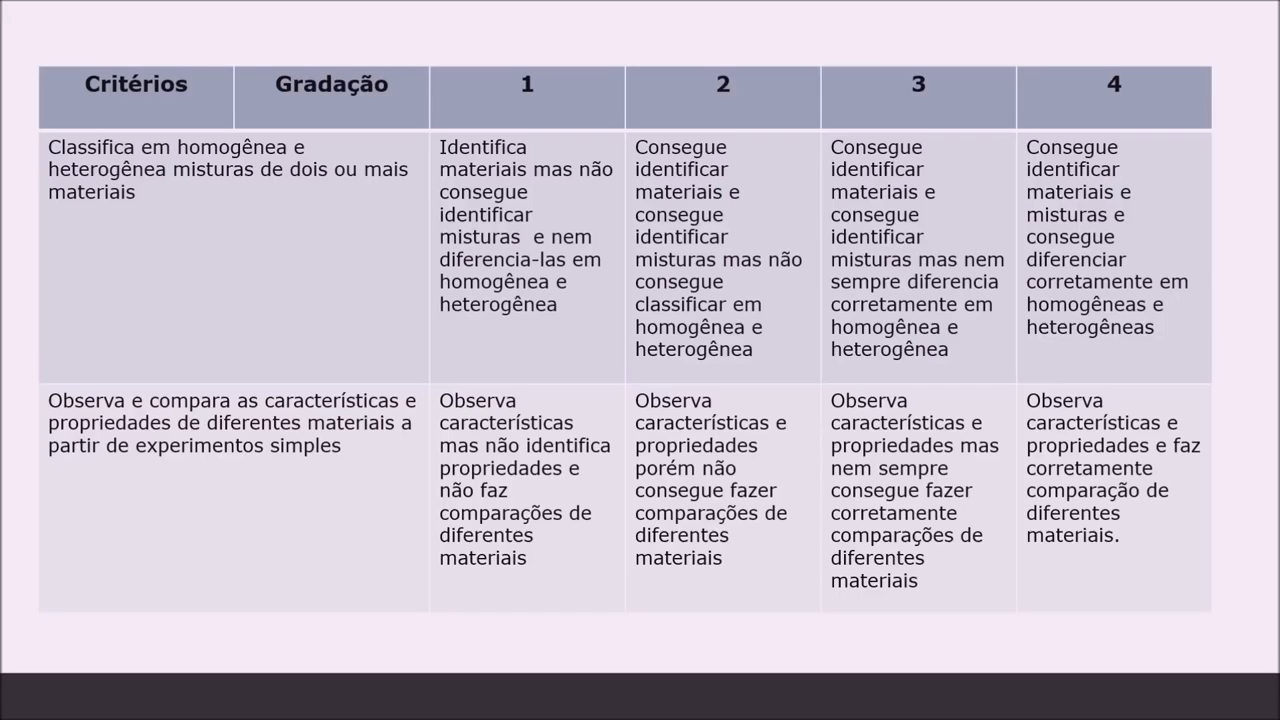 Critérios
Gradação
1
2
3
4
Classifica em homogênea e
heterogênea misturas de dois ou mais
materiais
Identifica
materiais mas não
consegue
identificar
misturas  e nem
diferencia-las em
homogênea e
heterogênea
Consegue
identificar
materiais e
consegue
identificar
misturas mas não
consegue
classificar em
homogênea e
heterogênea
Consegue
identificar
materiais e
consegue
identificar
misturas mas nem
sempre diferencia
corretamente em
homogênea e
heterogênea
Consegue
identificar
materiais e
misturas e
consegue
diferenciar
corretamente em
homogêneas e
heterogêneas
Observa e compara as características e
propriedades de diferentes materiais a
partir de experimentos simples
Observa
características
mas não identifica
propriedades e
não faz
comparações de
diferentes
materiais
Observa
características e
propriedades
porém não
consegue fazer
comparações de
diferentes
materiais
Observa
características e
propriedades mas
nem sempre
consegue fazer
corretamente
comparações de
diferentes
materiais
Observa
características e
propriedades e faz
corretamente
comparação de
diferentes
materiais.